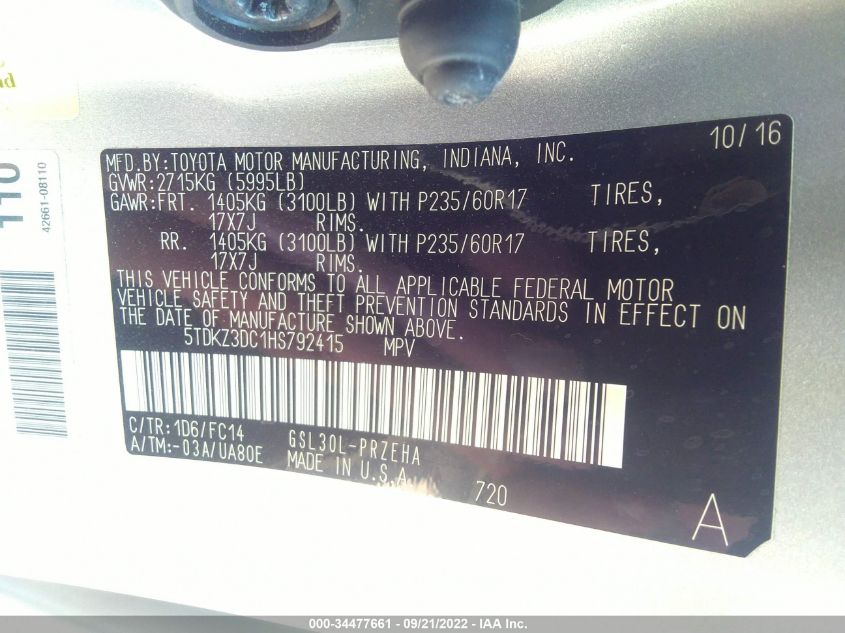 nd
110
42661-08110
10/16
MFD.BY:TOYOTA MOTOR MANUFACTURING, INDIANA, INC.
GVWR:2715KG (5995LB)
GAWR:FRT. 1405KG (3100LB) WITH P235/60R17 TIRES,
17X7J RIMS.
RR. 1405KG (3100LB) WITH P235/60R17 TIRES,
17X7J RIMS.
THIS VEHICLE CONFORMS TO ALL APPLICABLE FEDERAL MOTOR
VEHICLE SAFETY AND THEFT PREVENTION STANDARDS IN EFFECT ON
THE DATE OF MANUFACTURE SHOWN ABOVE.
5TDKZ3DC1HS792415 MPV
C/TR:1D6/FC14 GSL30L-PRZEHA
A/TM:-03A/UA80E MADE IN U.S.A
720
A
000-34477661 - 09/21/2022 - IAA Inc.